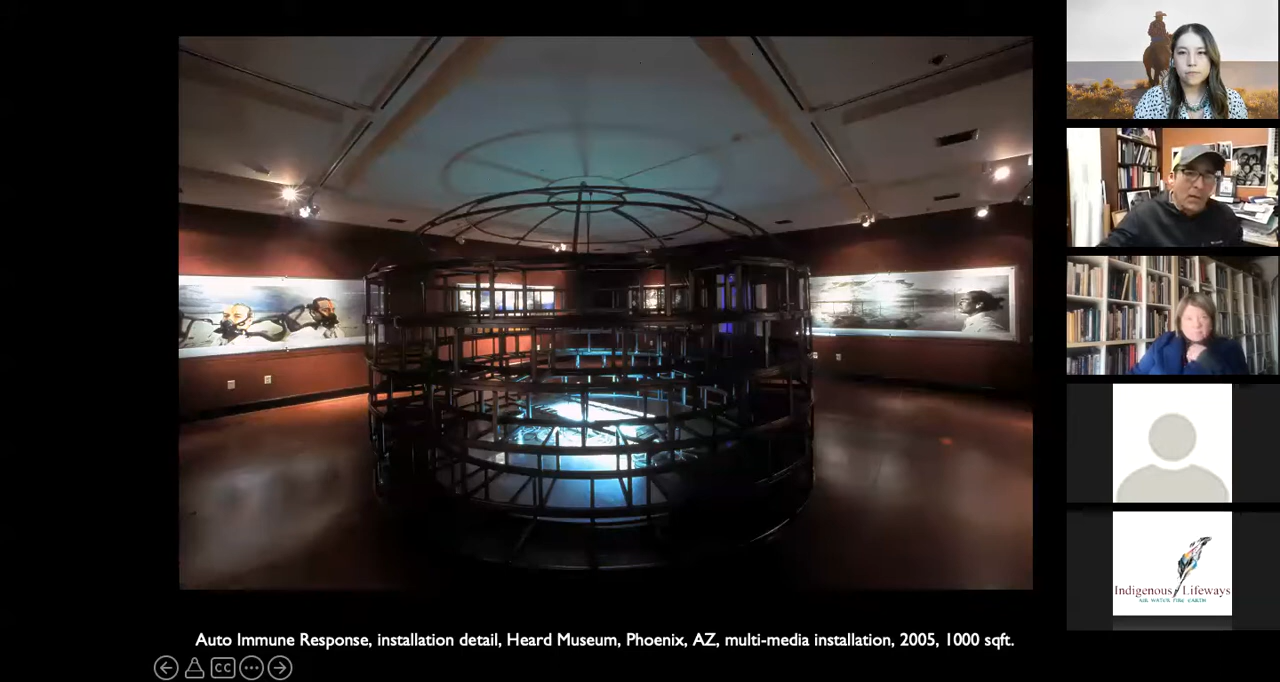 Auto Immune Response, installation detail, Heard Museum, Phoenix, AZ, multi-media installation, 2005, 1000 sqft.
CC
Indigenous Lifeways
AIR WATER FIRE EARTH